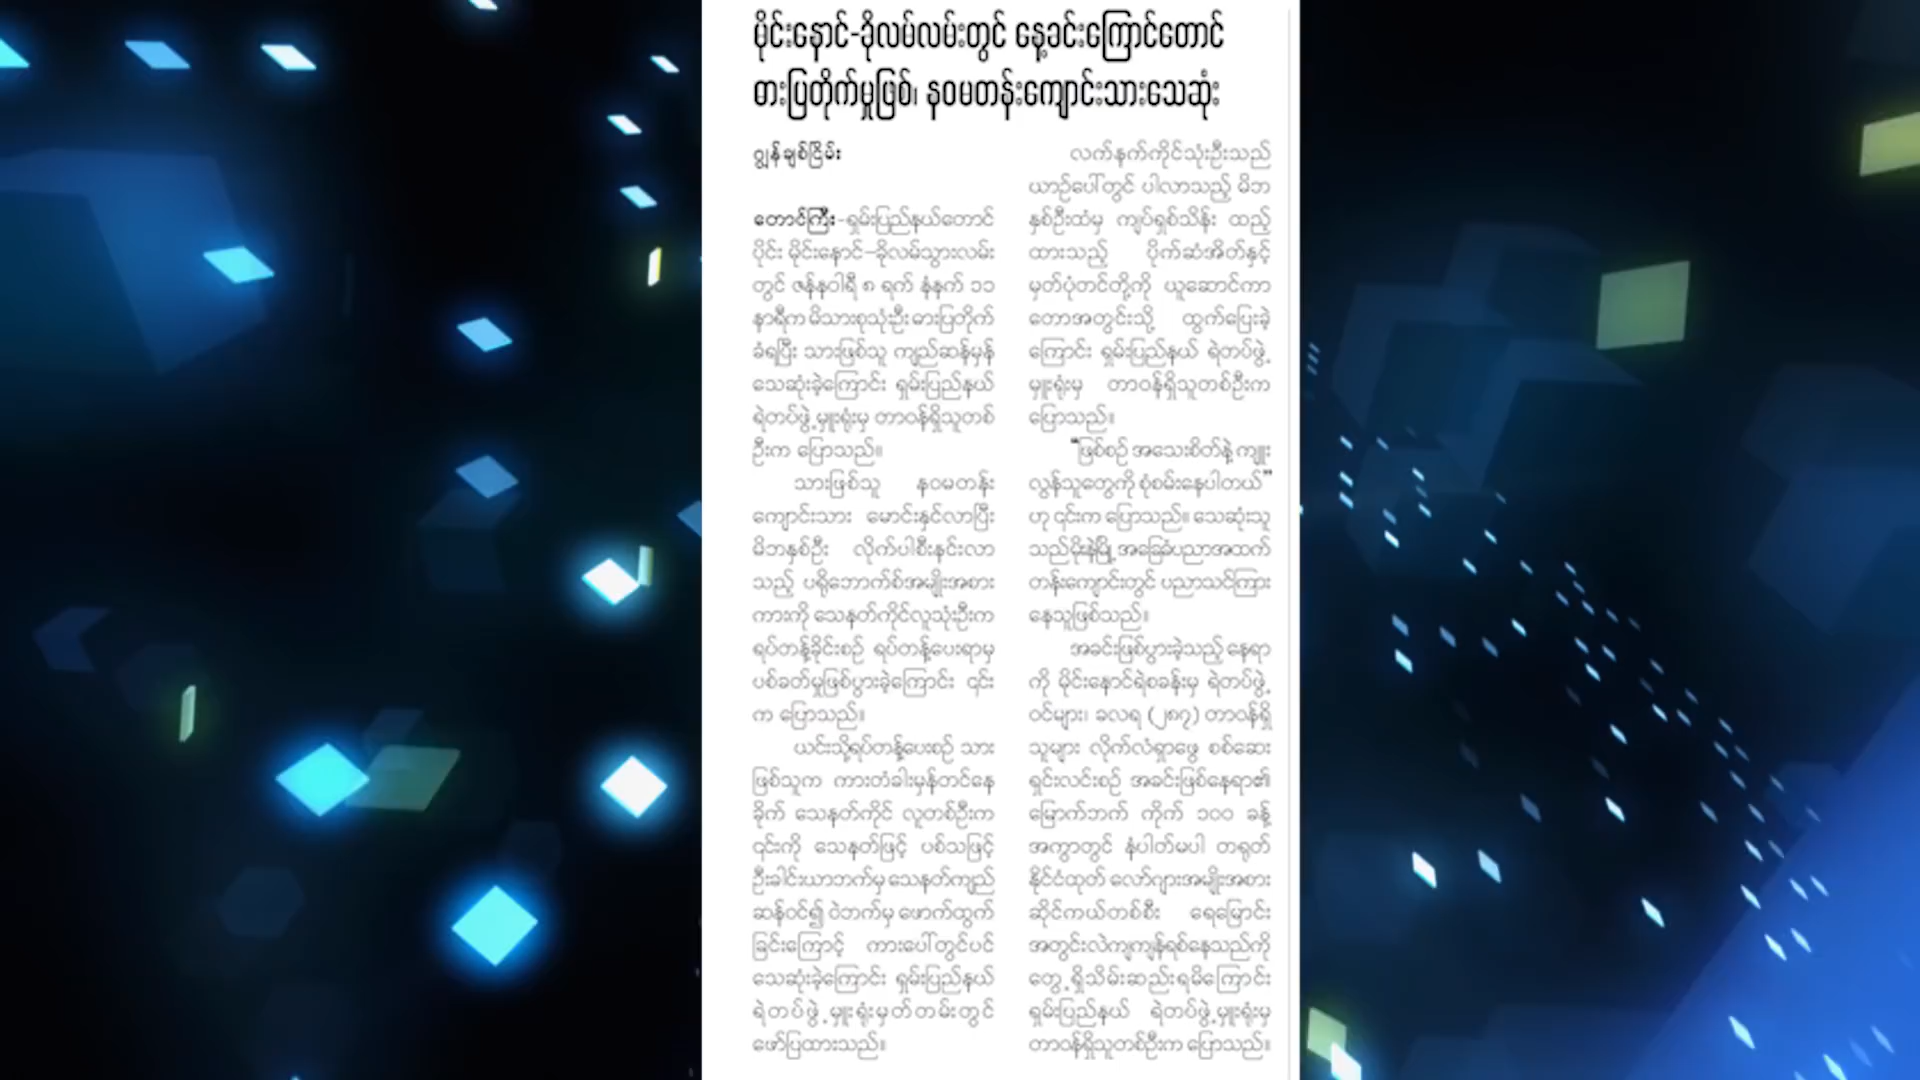 မိုင်းနောင်-ခိုလမ်လမ်းတွင် နေ့ခင်းကြောင်တောင်
ဓားပြတိုက်မှုဖြစ်၊ နဝမတန်းကျောင်းသားသေဆုံး
ဂျွန်ချစ်ငြိမ်း
တောင်ကြီး-ရှမ်းပြည်နယ်တောင်
ပိုင်း မိုင်းနောင်-ခိုလမ်သွားလမ်း
တွင် ဇန်နဝါရီ ၈ ရက် နံနက် ၁၁
နာရီက မိသားစုသုံးဦး ဓားပြတိုက်
ခံရပြီး သားဖြစ်သူ ကျည်ဆန်မှန်
သေဆုံးခဲ့ကြောင်း ရှမ်းပြည်နယ်
ရဲတပ်ဖွဲ့မှူးရုံးမှ တာဝန်ရှိသူတစ်
ဦးက ပြောသည်။
သားဖြစ်သူ နဝမတန်း
ကျောင်းသား မောင်းနှင်လာပြီး
မိဘနှစ်ဦး လိုက်ပါစီးနင်းလာ
သည့် ပရိုဘောက်စ်အမျိုးအစား
ကားကို သေနတ်ကိုင်လူသုံးဦးက
ရပ်တန့်ခိုင်းစဉ် ရပ်တန့်ပေးရာမှ
ပစ်ခတ်မှုဖြစ်ပွားခဲ့ကြောင်း ၎င်း
က ပြောသည်။
ယင်းသို့ရပ်တန့်ပေးစဉ် သား
ဖြစ်သူက ကားတံခါးမှန်တင်နေ
ခိုက် သေနတ်ကိုင် လူတစ်ဦးက
၎င်းကို သေနတ်ဖြင့် ပစ်သဖြင့်
ဦးခါင်းယာဘက်မှ သေနတ်ကျည်
ဆန်ဝင်၍ ဝဲဘက်မှ ဖောက်ထွက်
ခြင်းကြောင့် ကားပေါ်တွင်ပင်
သေဆုံးခဲ့ကြောင်း ရှမ်းပြည်နယ်
ရဲတပ်ဖွဲ့မှူးရုံးမှတ်တမ်းတွင်
ဖော်ပြထားသည်။
လက်နက်ကိုင်သုံးဦးသည်
ယာဉ်ပေါ်တွင် ပါလာသည့် မိဘ
နှစ်ဦးထံမှ ကျပ်ရှစ်သိန်း ထည့်
ထားသည့် ပိုက်ဆံအိတ်နှင့်
မှတ်ပုံတင်တို့ကို ယူဆောင်ကာ
တောအတွင်းသို့ ထွက်ပြေးခဲ့
ကြောင်း ရှမ်းပြည်နယ် ရဲတပ်ဖွဲ့
မှူးရုံးမှ တာဝန်ရှိသူတစ်ဦးက
ပြောသည်။
"ဖြစ်စဉ် အသေးစိတ်နဲ့ ကျူး
လွန်သူတွေကို စုံစမ်းနေပါတယ်"
ဟု ၎င်းက ပြောသည်။ သေဆုံးသူ
သည်မိုးနဲမြို့ အခြေခံပညာအထက်
တန်းကျောင်းတွင် ပညာသင်ကြား
နေသူဖြစ်သည်။
အခင်းဖြစ်ပွားခဲ့သည့် နေရာ
ကို မိုင်းနောင်ရဲစခန်းမှ ရဲတပ်ဖွဲ့
ဝင်များ၊ ခလရ (၂၈၇) တာဝန်ရှိ
သူများ လိုက်လံရှာဖွေ စစ်ဆေး
ရှင်းလင်းစဉ် အခင်းဖြစ်နေရာ၏
မြောက်ဘက် ကိုက် ၁၀၀ ခန့်
အကွာတွင် နံပါတ်မပါ တရုတ်
နိုင်ငံထုတ် လော်ဂျားအမျိုးအစား
ဆိုင်ကယ်တစ်စီး ရေမြောင်း
အတွင်းလဲကျကျန်ရစ်နေသည်ကို
တွေ့ရှိသိမ်းဆည်းရမိကြောင်း
ရှမ်းပြည်နယ် ရဲတပ်ဖွဲ့မှူးရုံးမှ
တာဝန်ရှိသူတစ်ဦးက ပြောသည်။